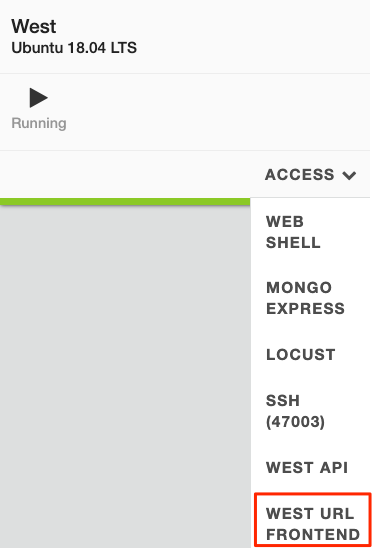 West
Ubuntu 18.04 LTS
Running
ACCESS
WEB
SHELL
MONGO
EXPRESS
LOCUST
SSH
(47003)
WEST API
WEST URL
FRONTEND